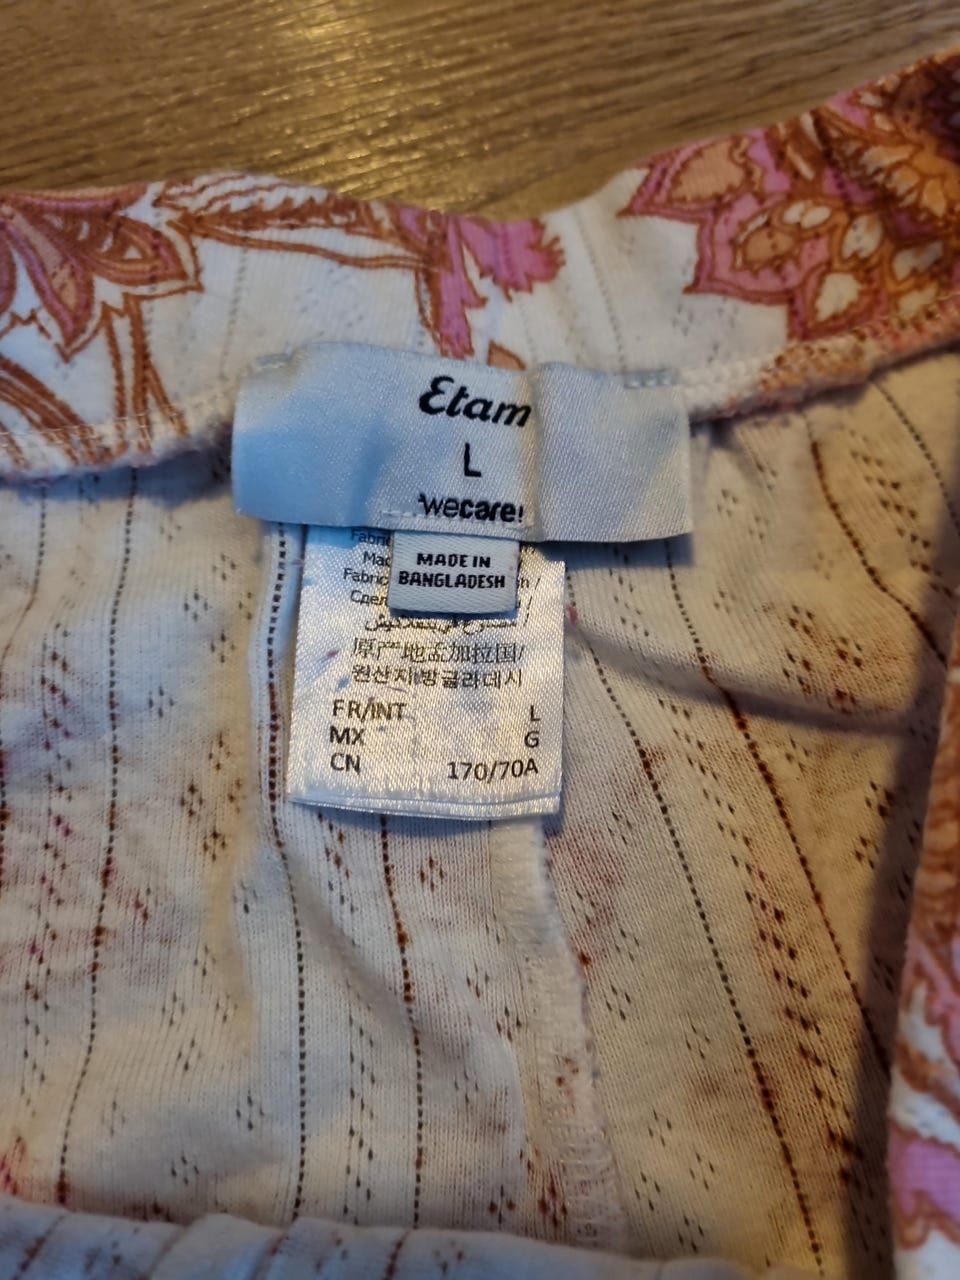 Etam
L
wecare!
MADE IN
BANGLADESH
原产地孟加拉国/
원산지방글라데시
FR/INT L
MX G
CN 170/70A